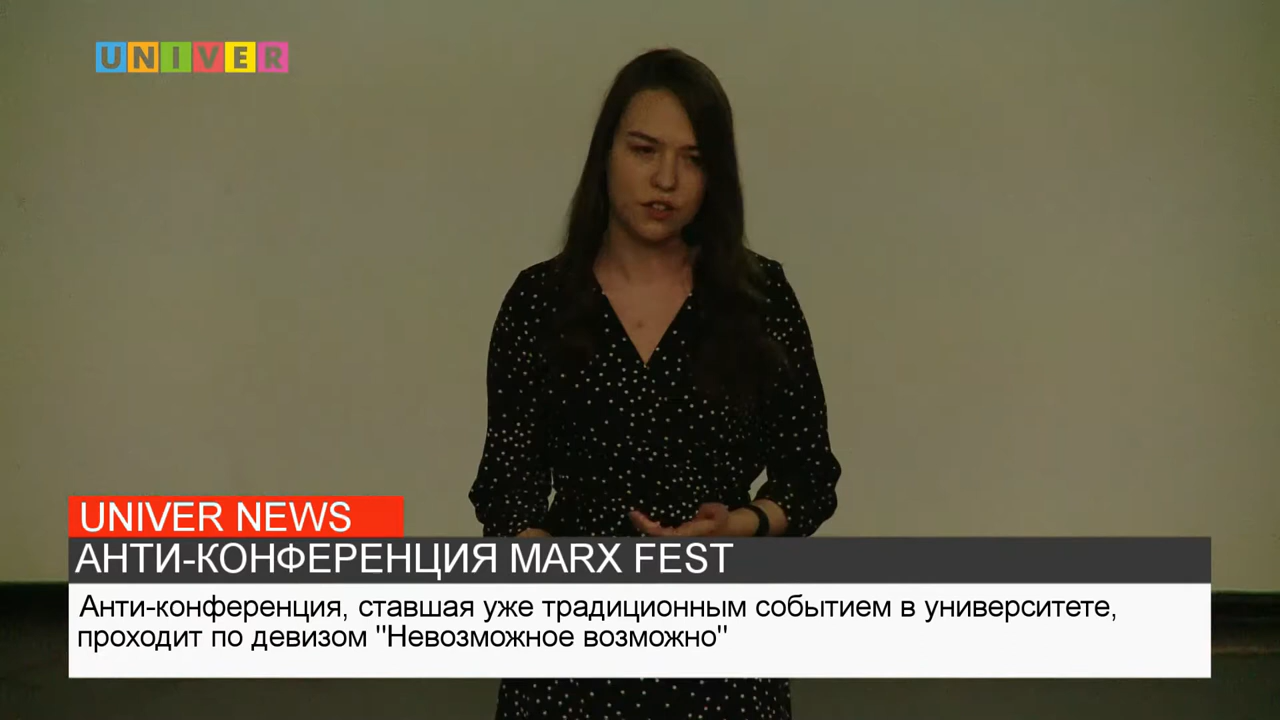 UNIVER
UNIVER NEWS
АНТИ-КОНФЕРЕНЦИЯ MARX FEST
Анти-конференция, ставшая уже традиционным событием в университете,
проходит по девизом "Невозможное возможно"